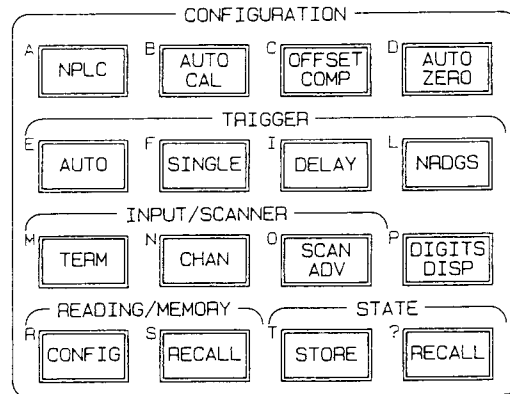 CONFIGURATION
A NPLC B AUTO CAL C OFFSET COMP D AUTO ZERO
TRIGGER
E AUTO F SINGLE I DELAY L NRDGS
INPUT/SCANNER
M TERM N CHAN O SCAN ADV P DIGITS DISP
READING/MEMORY STATE
R CONFIG S RECALL T STORE ? RECALL